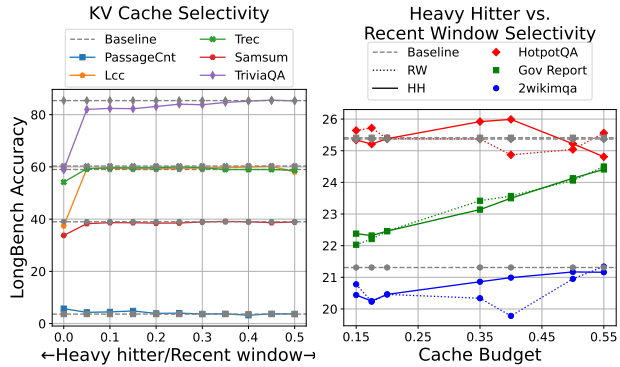 KV Cache Selectivity
Baseline
PassageCnt
Lcc
Trec
Samsum
TriviaQA
LongBench Accuracy
80
60
40
20
0
0.0 0.1 0.2 0.3 0.4 0.5
←Heavy hitter/Recent window→
Heavy Hitter vs.
Recent Window Selectivity
Baseline
RW
HH
HotpotQA
Gov Report
2wikimqa
26
25
24
23
22
21
20
0.15 0.25 0.35 0.45 0.55
Cache Budget